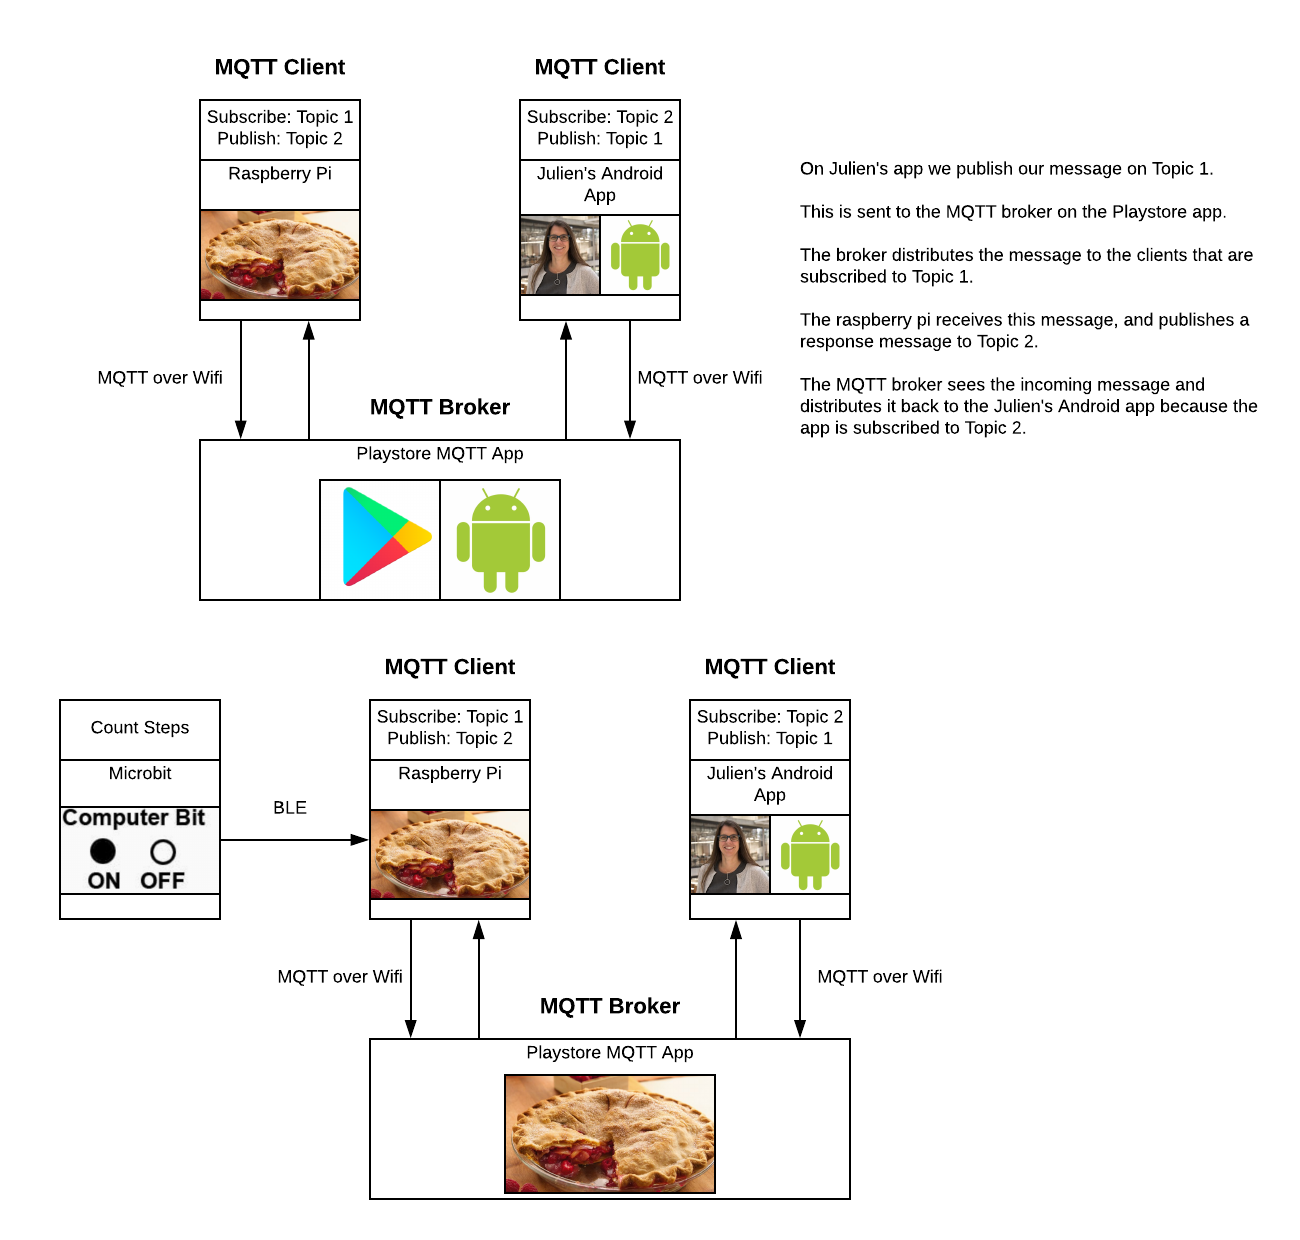 MQTT Client
Subscribe: Topic 1
Publish: Topic 2
Raspberry Pi
MQTT Client
Subscribe: Topic 2
Publish: Topic 1
Julien's Android
App
On Julien's app we publish our message on Topic 1.
This is sent to the MQTT broker on the Playstore app.
The broker distributes the message to the clients that are
subscribed to Topic 1.
The raspberry pi receives this message, and publishes a
response message to Topic 2.
The MQTT broker sees the incoming message and
distributes it back to the Julien's Android app because the
app is subscribed to Topic 2.
MQTT over Wifi
MQTT over Wifi
MQTT Broker
Playstore MQTT App
Count Steps
Microbit
Computer Bit
ON OFF
BLE
MQTT Client
Subscribe: Topic 1
Publish: Topic 2
Raspberry Pi
MQTT Client
Subscribe: Topic 2
Publish: Topic 1
Julien's Android
App
MQTT over Wifi
MQTT over Wifi
MQTT Broker
Playstore MQTT App